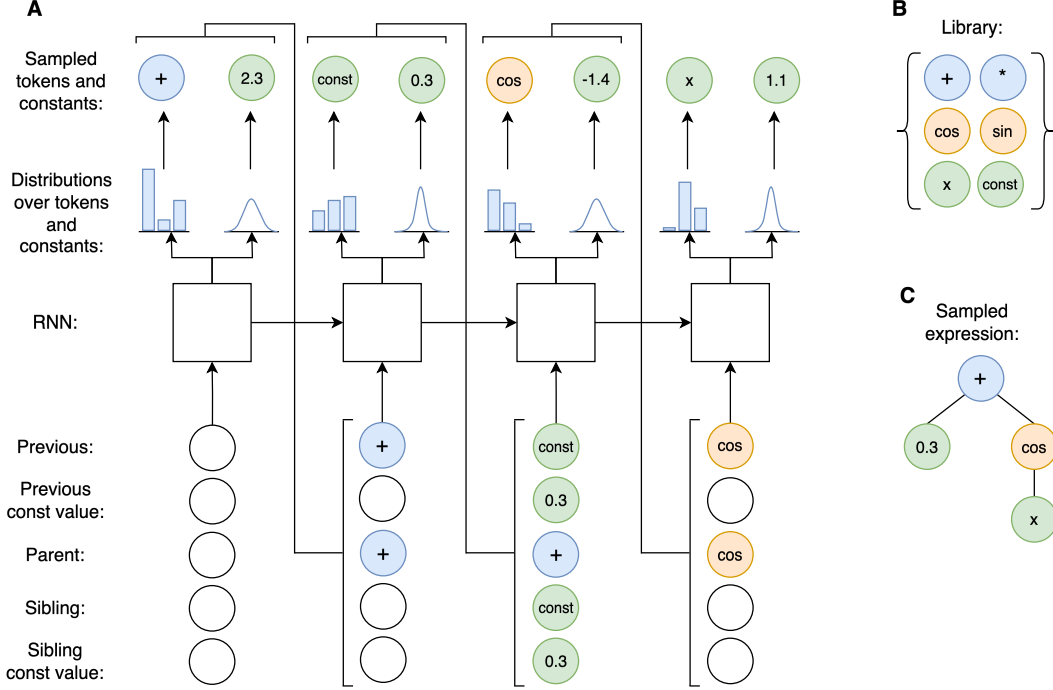 A
Sampled
tokens and
constants:
+ 2.3 const 0.3 cos -1.4 x 1.1
Distributions
over tokens
and
constants:
RNN:
Previous:
+ const cos
Previous
const value:
0.3
Parent:
+ + cos
Sibling:
const
Sibling
const value:
0.3
B
Library:
+ *
cos sin
x const
C
Sampled
expression:
+
0.3 cos
x